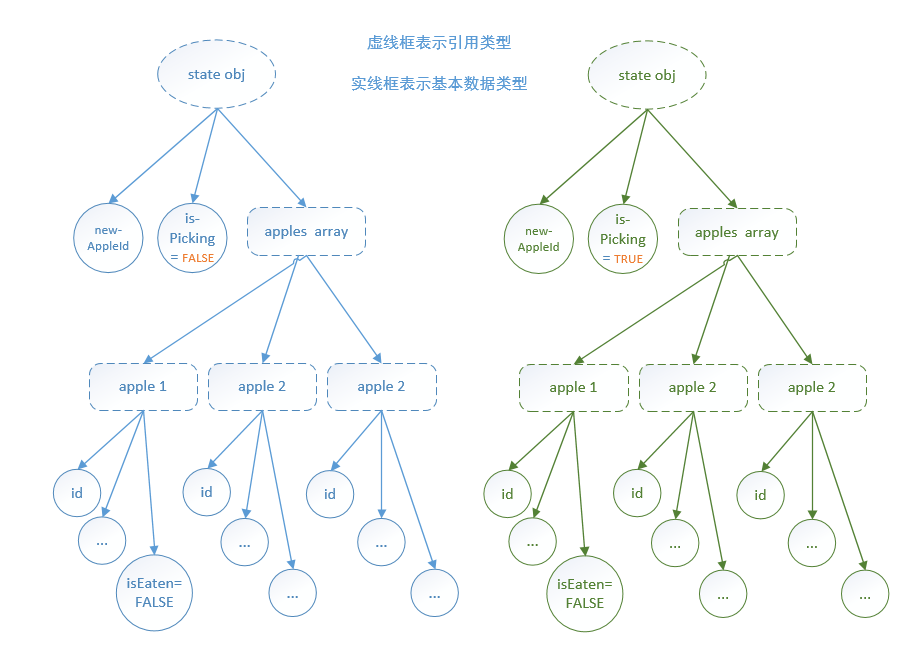 虚线框表示引用类型
实线框表示基本数据类型
state obj
new-
AppleId
is-
Picking
= FALSE
apples array
apple 1
apple 2
apple 2
id
...
isEaten=
FALSE
id
...
...
id
...
...
state obj
new-
AppleId
is-
Picking
= TRUE
apples array
apple 1
apple 2
apple 2
id
...
isEaten=
FALSE
id
...
...
id
...
...